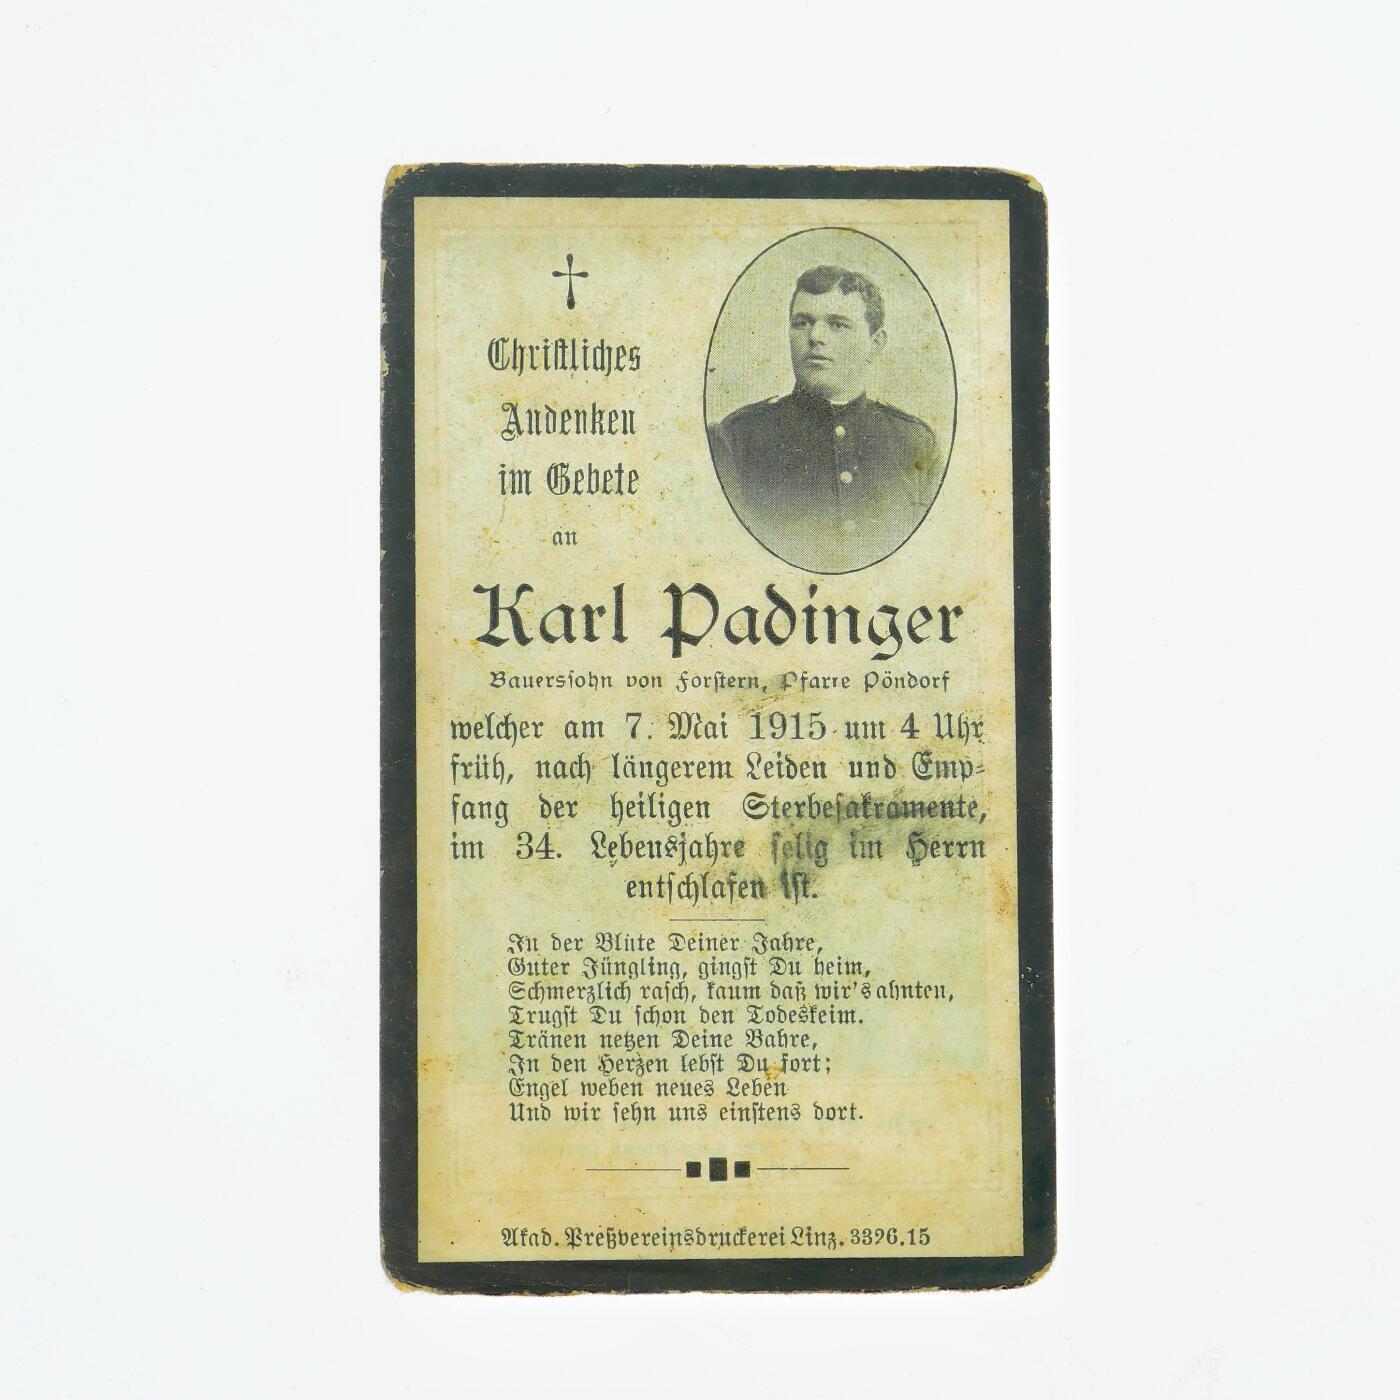 Christliches
Andenken
im Gebete
an
Karl Padinger
Bauerssohn von Forstern, Pfarre Pöndorf
welcher am 7. Mai 1915 um 4 Uhr
früh, nach längerem Leiden und Emp-
fang der heiligen Sterbesakramente,
im 34. Lebensjahre selig im Herrn
entschlafen ist.
In der Blüte Deiner Jahre,
Guter Jüngling, gingst Du heim,
Schmerzlich rasch, kaum daß wir's ahnten,
Trugst Du schon den Todeskeim.
Tränen netzen Deine Bahre,
In den Herzen lebst Du fort;
Engel weben neues Leben
Und wir sehn uns einstens dort.
Akad. Preßvereinsdruckerei Linz. 3396.15